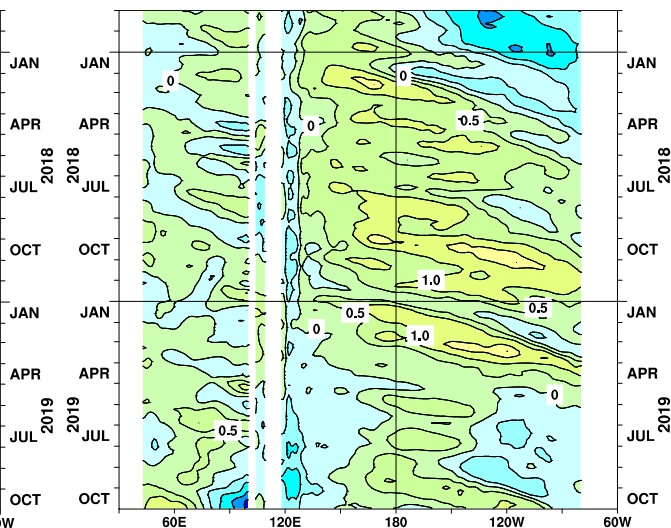 JAN JAN 0 0 JAN
APR APR 0 0.5 APR
2018 2018 2018
JUL JUL JUL
OCT OCT 1.0 OCT
JAN JAN 0.5 0.5 JAN
0 1.0
APR APR 0 APR
2019 2019 2019
JUL JUL 0.5 JUL
OCT OCT OCT
60E 120E 180 120W 60W